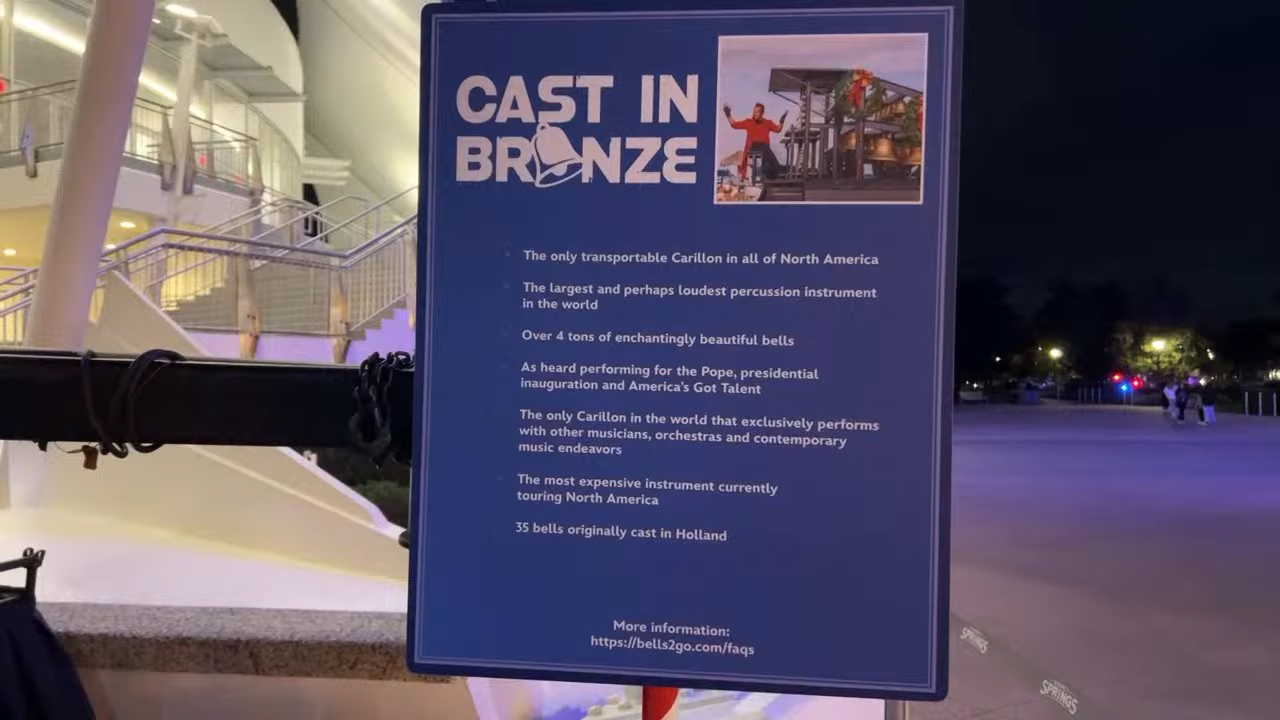 CAST IN
BRONZE
The only transportable Carillon in all of North America
The largest and perhaps loudest percussion instrument
in the world
Over 4 tons of enchantingly beautiful bells
As heard performing for the Pope, presidential
inauguration and America's Got Talent
The only Carillon in the world that exclusively performs
with other musicians, orchestras and contemporary
music endeavors
The most expensive instrument currently
touring North America
35 bells originally cast in Holland
More information:
https://bells2go.com/faqs
SPRINGS
SPRINGS